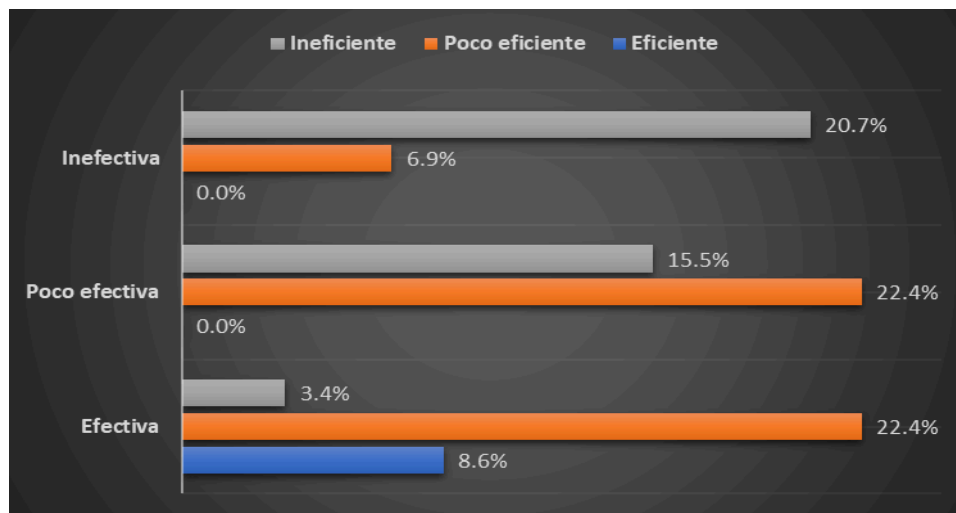 Ineficiente Poco eficiente Eficiente
20.7%
Inefectiva 6.9%
0.0%
15.5%
Poco efectiva 22.4%
0.0%
3.4%
Efectiva 22.4%
8.6%